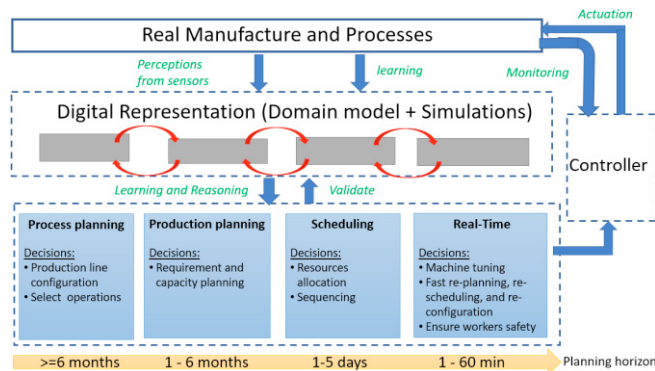 Actuation
Real Manufacture and Processes
Perceptions
from sensors
learning
Monitoring
Digital Representation (Domain model + Simulations)
Controller
Learning and Reasoning
Validate
Process planning
Decisions:
• Production line
configuration
• Select operations
Production planning
Decisions:
• Requirement and
capacity planning
Scheduling
Decisions:
• Resources
allocation
• Sequencing
Real-Time
Decisions:
• Machine tuning
• Fast re-planning, re-
scheduling, and re-
configuration
• Ensure workers safety
>=6 months
1 - 6 months
1-5 days
1 - 60 min
Planning horizon